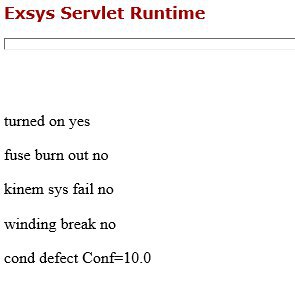 Exsys Servlet Runtime
turned on yes
fuse burn out no
kinem sys fail no
winding break no
cond defect Conf=10.0